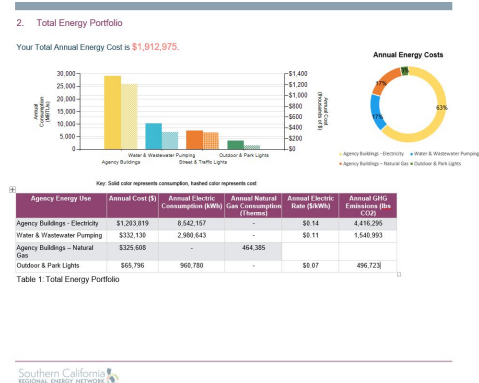 2. Total Energy Portfolio
Your Total Annual Energy Cost is $1,912,975.
Annual Energy Costs
Annual
Consumption
(MBTUs)
30,000
25,000
20,000
15,000
10,000
5,000
0
$1,400
$1,200
$1,000
$800
$600
$400
$200
$0
Annual Cost
(thousands in $)
Water & Wastewater Pumping
Outdoor & Park Lights
Agency Buildings
Street & Traffic Lights
17%
17%
63%
Agency Buildings - Electricity
Water & Wastewater Pumping
Agency Buildings - Natural Gas
Outdoor & Park Lights
Key: Solid color represents consumption, hashed color represents cost
Agency Energy Use Annual Cost ($) Annual Electric Annual Natural Annual Electric Annual GHG
Consumption (kWh) Gas Consumption Rate ($/kWh) Emissions (lbs
(Therms) CO2)
Agency Buildings - Electricity $1,203,819 8,542,157 - $0.14 4,416,295
Water & Wastewater Pumping $332,130 2,980,643 - $0.11 1,540,993
Agency Buildings – Natural $325,608 - 464,385
Gas
Outdoor & Park Lights $65,796 960,780 - $0.07 496,723
Table 1: Total Energy Portfolio
Southern California
REGIONAL ENERGY NETWORK